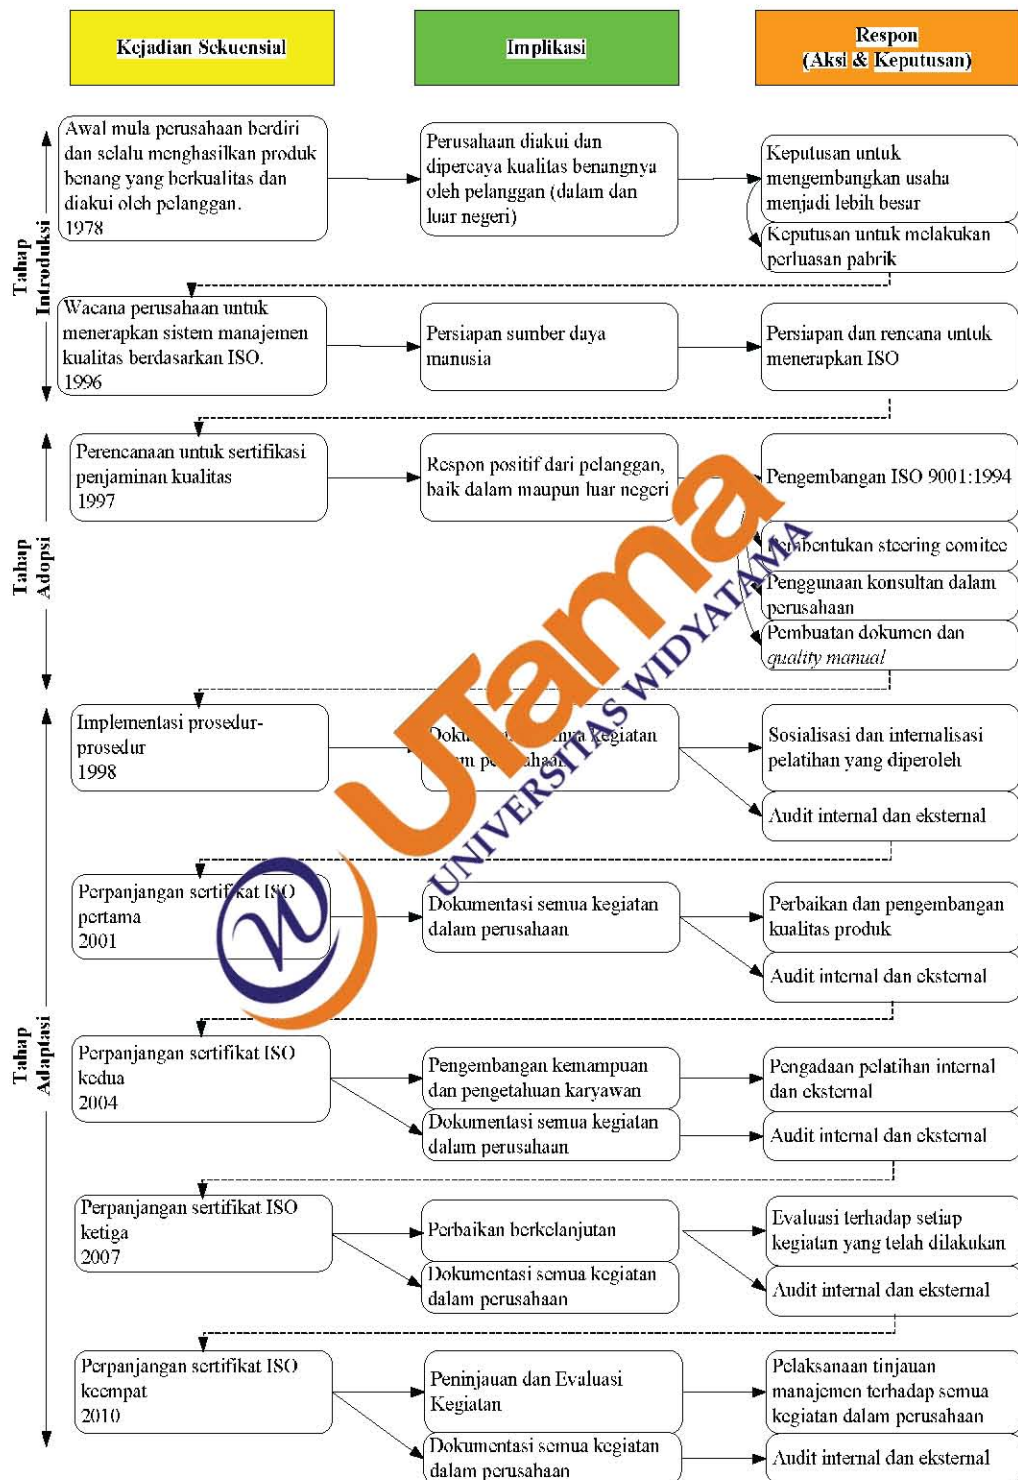 Kejadian Sekuensial
Implikasi
Respon
(Aksi & Keputusan)
Tahap
Introduksi
Awal mula perusahaan berdiri
dan selalu menghasilkan produk
benang yang berkualitas dan
diakui oleh pelanggan.
1978
Perusahaan diakui dan
dipercaya kualitas benangnya
oleh pelanggan (dalam dan
luar negeri)
Keputusan untuk
mengembangkan usaha
menjadi lebih besar
Keputusan untuk melakukan
perluasan pabrik
Wacana perusahaan untuk
menerapkan sistem manajemen
kualitas berdasarkan ISO.
1996
Persiapan sumber daya
manusia
Persiapan dan rencana untuk
menerapkan ISO
Tahap
Adopsi
Perencanaan untuk sertifikasi
penjaminan kualitas
1997
Respon positif dari pelanggan,
baik dalam maupun luar negeri
Pengembangan ISO 9001:1994
Pembentukan steering comitee
Penggunaan konsultan dalam
perusahaan
Pembuatan dokumen dan
quality manual
Tahap
Adaptasi
Implementasi prosedur-
prosedur
1998
kegiatan
Sosialisasi dan internalisasi
pelatihan yang diperoleh
Audit internal dan eksternal
Perpanjangan sertifikat ISO
pertama
2001
Dokumentasi semua kegiatan
dalam perusahaan
Perbaikan dan pengembangan
kualitas produk
Audit internal dan eksternal
Perpanjangan sertifikat ISO
kedua
2004
Pengembangan kemampuan
dan pengetahuan karyawan
Dokumentasi semua kegiatan
dalam perusahaan
Pengadaan pelatihan internal
dan eksternal
Audit internal dan eksternal
Perpanjangan sertifikat ISO
ketiga
2007
Perbaikan berkelanjutan
Dokumentasi semua kegiatan
dalam perusahaan
Evaluasi terhadap setiap
kegiatan yang telah dilakukan
Audit internal dan eksternal
Perpanjangan sertifikat ISO
keempat
2010
Peninjauan dan Evaluasi
Kegiatan
Dokumentasi semua kegiatan
dalam perusahaan
Pelaksanaan tinjauan
manajemen terhadap semua
kegiatan dalam perusahaan
Audit internal dan eksternal
UTama
UNIVERSITAS WIDYATAMA